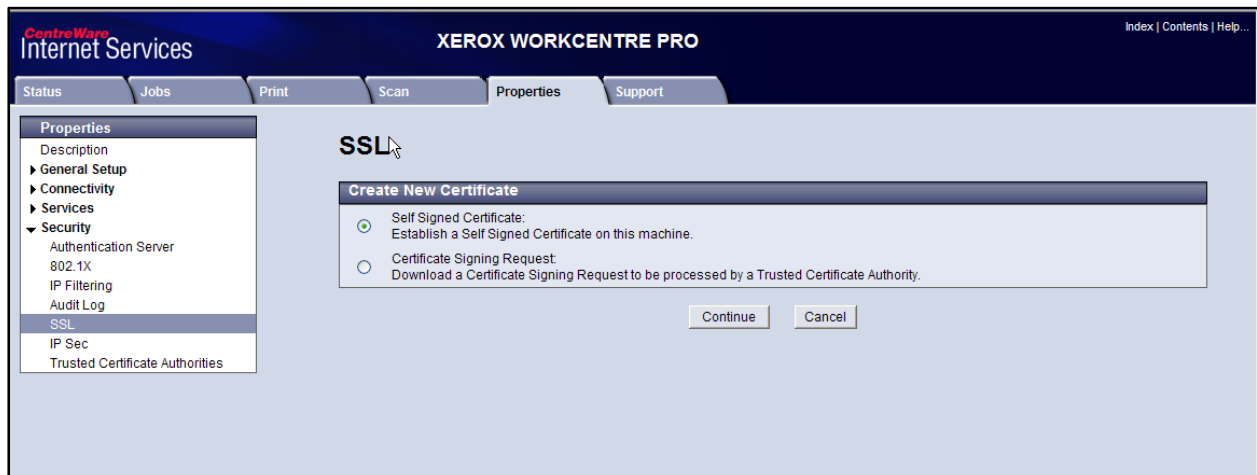 CentreWare
Internet Services
XEROX WORKCENTRE PRO
Index | Contents | Help...
Status Jobs Print Scan Properties Support
Properties
Description
General Setup
Connectivity
Services
Security
Authentication Server
802.1X
IP Filtering
Audit Log
SSL
IP Sec
Trusted Certificate Authorities
SSL
Create New Certificate
Self Signed Certificate:
Establish a Self Signed Certificate on this machine.
Certificate Signing Request:
Download a Certificate Signing Request to be processed by a Trusted Certificate Authority.
Continue Cancel